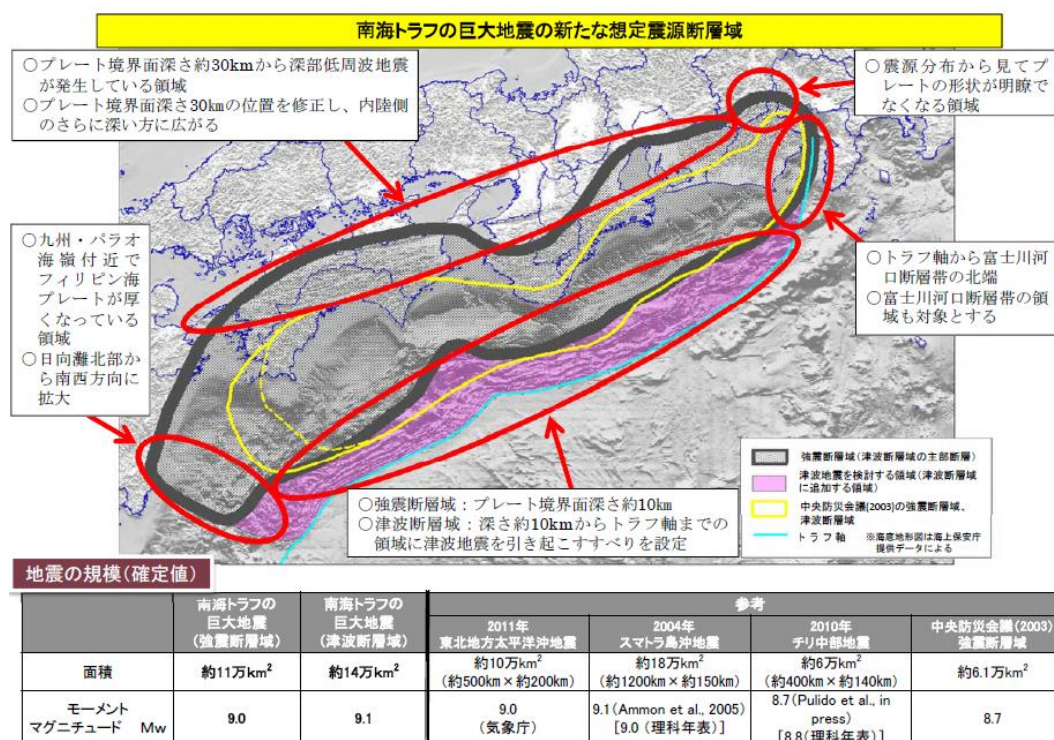 南海トラフの巨大地震の新たな想定震源断層域
○プレート境界面深さ約30kmから深部低周波地震
が発生している領域
○プレート境界面深さ30㎞の位置を修正し、内陸側
のさらに深い方に広がる
○震源分布から見てプ
レートの形状が明瞭で
なくなる領域
○九州・パラオ
海嶺付近で
フィリピン海
プレートが厚
くなっている
領域
○日向灘北部か
ら南西方向に
拡大
○トラフ軸から富士川河
口断層帯の北端
○富士川河口断層帯の領
域も対象とする
○強震断層域：プレート境界面深さ約10㎞
○津波断層域：深さ約10kmからトラフ軸までの
領域に津波地震を引き起こすすべりを設定
強震断層域(津波断層域の主部断層)
津波地震を検討する領域(津波断層域
に追加する領域)
中央防災会議(2003)の強震断層域、
津波断層域
トラフ軸 ※海底地形図は海上保安庁
提供データによる
地震の規模(確定値)
南海トラフの
巨大地震
(強震断層域)
南海トラフの
巨大地震
(津波断層域)
参考
2011年
東北地方太平洋沖地震
2004年
スマトラ島沖地震
2010年
チリ中部地震
中央防災会議(2003)
強震断層域
面積
約11万km²
約14万km²
約10万km²
(約500km×約200km)
約18万km²
(約1200km×約150km)
約6万km²
(約400km×約140km)
約6.1万km²
モーメント
マグニチュード Mw
9.0
9.1
9.0
(気象庁)
9.1(Ammon et al., 2005)
[9.0 (理科年表)]
8.7(Pulido et al., in
press)
[8.8(理科年表)]
8.7